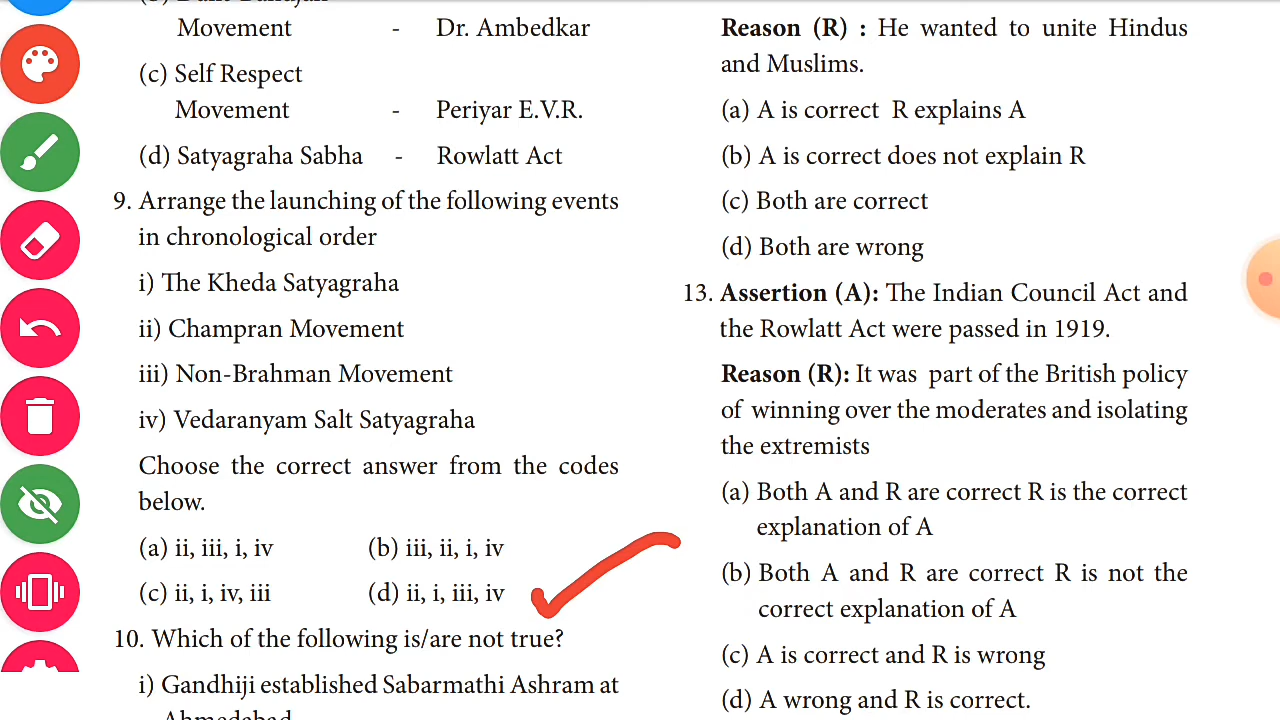 Movement - Dr. Ambedkar
(c) Self Respect
Movement - Periyar E.V.R.
(d) Satyagraha Sabha - Rowlatt Act
9. Arrange the launching of the following events
in chronological order
i) The Kheda Satyagraha
ii) Champran Movement
iii) Non-Brahman Movement
iv) Vedaranyam Salt Satyagraha
Choose the correct answer from the codes
below.
(a) ii, iii, i, iv (b) iii, ii, i, iv
(c) ii, i, iv, iii (d) ii, i, iii, iv
10. Which of the following is/are not true?
i) Gandhiji established Sabarmathi Ashram at
Ahmedabad
Reason (R) : He wanted to unite Hindus
and Muslims.
(a) A is correct R explains A
(b) A is correct does not explain R
(c) Both are correct
(d) Both are wrong
13. Assertion (A): The Indian Council Act and
the Rowlatt Act were passed in 1919.
Reason (R): It was part of the British policy
of winning over the moderates and isolating
the extremists
(a) Both A and R are correct R is the correct
explanation of A
(b) Both A and R are correct R is not the
correct explanation of A
(c) A is correct and R is wrong
(d) A wrong and R is correct.